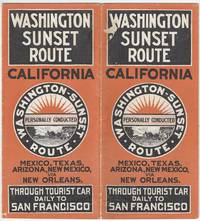 WASHINGTON
SUNSET
ROUTE
CALIFORNIA
WASHINGTON-SUNSET
PERSONALLY CONDUCTED
ROUTE
MEXICO, TEXAS,
ARIZONA, NEW MEXICO,
VIA
NEW ORLEANS.
THROUGH TOURIST CAR
DAILY TO
SAN FRANCISCO
WASHINGTON
SUNSET
ROUTE
CALIFORNIA
WASHINGTON-SUNSET
PERSONALLY CONDUCTED
ROUTE
MEXICO, TEXAS,
ARIZONA, NEW MEXICO,
VIA
NEW ORLEANS.
THROUGH TOURIST CAR
DAILY TO
SAN FRANCISCO